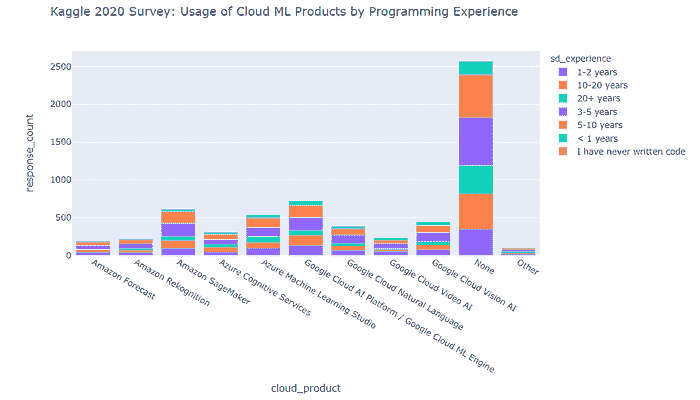 Kaggle 2020 Survey: Usage of Cloud ML Products by Programming Experience
sd_experience
1-2 years
10-20 years
20+ years
3-5 years
5-10 years
< 1 years
I have never written code
response_count
2500
2000
1500
1000
500
0
Amazon Forecast
Amazon Rekognition
Amazon SageMaker
Azure Cognitive Services
Azure Machine Learning Studio
Google Cloud AI Platform / Google Cloud ML Engine
Google Cloud Natural Language
Google Cloud Video AI
Google Cloud Vision AI
None
Other
cloud_product